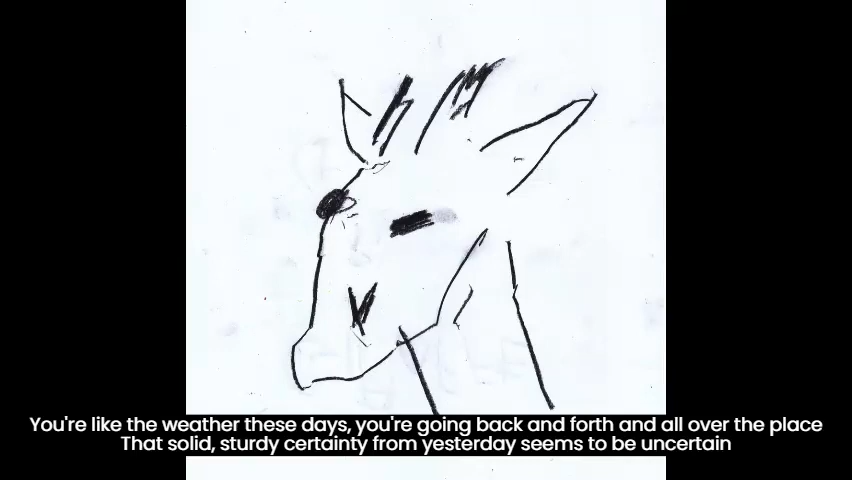 You're like the weather these days, you're going back and forth and all over the place
That solid, sturdy certainty from yesterday seems to be uncertain